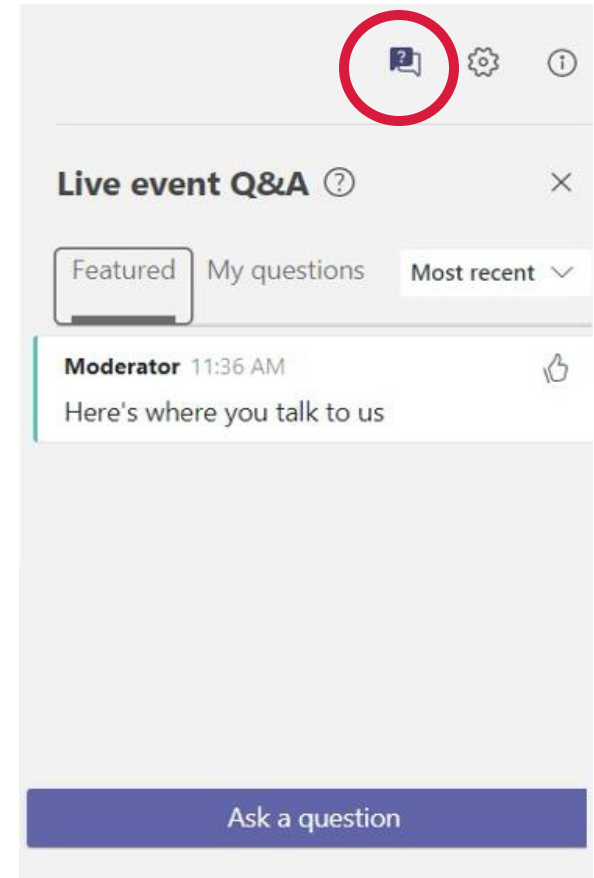 Live event Q&A
Featured My questions Most recent
Moderator 11:36 AM
Here's where you talk to us
Ask a question